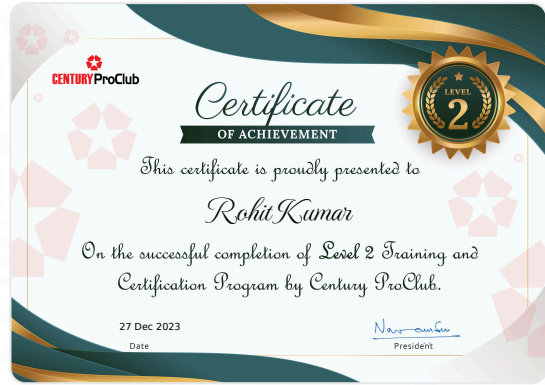 CENTURY ProClub
Certificate
OF ACHIEVEMENT
LEVEL
2
This certificate is proudly presented to
Rohit Kumar
On the successful completion of Level 2 Training and
Certification Program by Century ProClub.
27 Dec 2023
Date
President